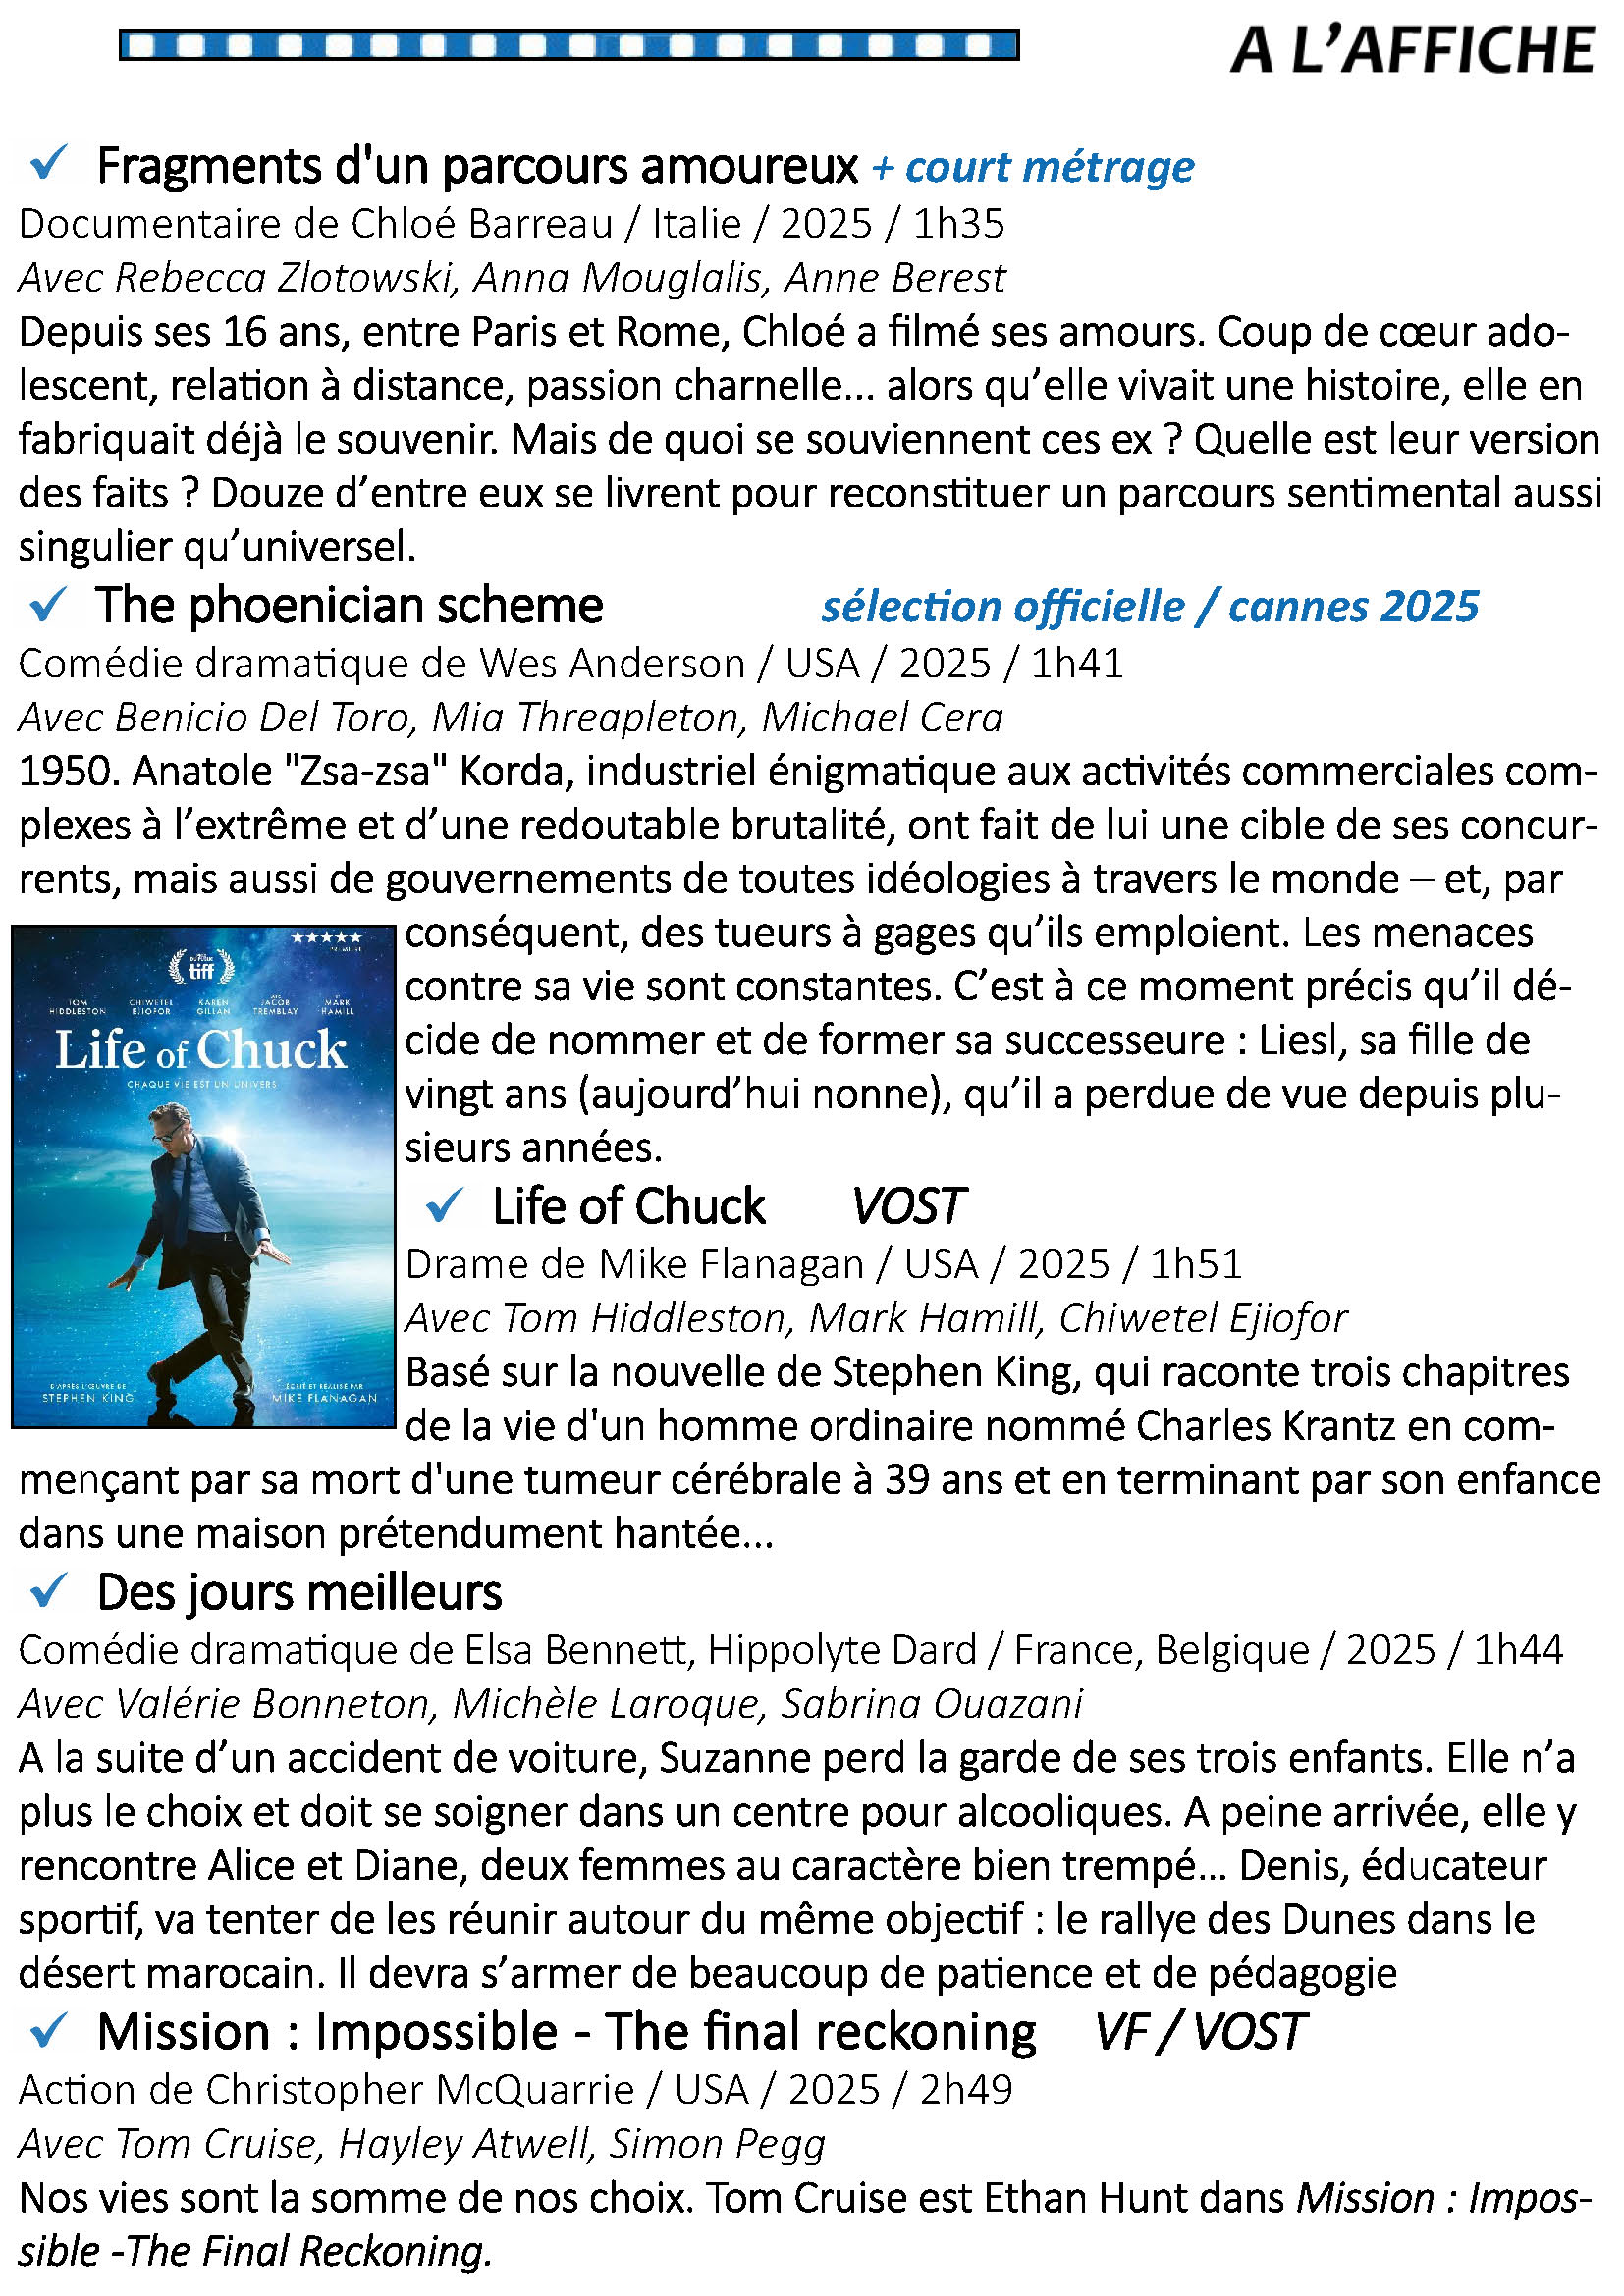 A L'AFFICHE
✓ Fragments d'un parcours amoureux + court métrage
Documentaire de Chloé Barreau / Italie / 2025 / 1h35
Avec Rebecca Zlotowski, Anna Mouglalis, Anne Berest
Depuis ses 16 ans, entre Paris et Rome, Chloé a filmé ses amours. Coup de cœur ado-
lescent, relation à distance, passion charnelle... alors qu’elle vivait une histoire, elle en
fabriquait déjà le souvenir. Mais de quoi se souviennent ces ex ? Quelle est leur version
des faits ? Douze d’entre eux se livrent pour reconstituer un parcours sentimental aussi
singulier qu’universel.
✓ The phoenician scheme sélection officielle / cannes 2025
Comédie dramatique de Wes Anderson / USA / 2025 / 1h41
Avec Benicio Del Toro, Mia Threapleton, Michael Cera
1950. Anatole "Zsa-zsa" Korda, industriel énigmatique aux activités commerciales com-
plexes à l’extrême et d’une redoutable brutalité, ont fait de lui une cible de ses concur-
rents, mais aussi de gouvernements de toutes idéologies à travers le monde – et, par
conséquent, des tueurs à gages qu’ils emploient. Les menaces
contre sa vie sont constantes. C’est à ce moment précis qu’il dé-
cide de nommer et de former sa successeure : Liesl, sa fille de
vingt ans (aujourd’hui nonne), qu’il a perdue de vue depuis plu-
sieurs années.
★★★★★
tiff
TOM HIDDLESTON CHIWETEL EJIOFOR KAREN GILLAN JACOB TREMBLAY MARK HAMILL
Life of Chuck
CHAQUE VIE EST UN UNIVERS
D'APRÈS L'ŒUVRE DE STEPHEN KING
ÉCRIT ET RÉALISÉ PAR MIKE FLANAGAN
✓ Life of Chuck VOST
Drame de Mike Flanagan / USA / 2025 / 1h51
Avec Tom Hiddleston, Mark Hamill, Chiwetel Ejiofor
Basé sur la nouvelle de Stephen King, qui raconte trois chapitres
de la vie d'un homme ordinaire nommé Charles Krantz en com-
mençant par sa mort d'une tumeur cérébrale à 39 ans et en terminant par son enfance
dans une maison prétendument hantée...
✓ Des jours meilleurs
Comédie dramatique de Elsa Bennett, Hippolyte Dard / France, Belgique / 2025 / 1h44
Avec Valérie Bonneton, Michèle Laroque, Sabrina Ouazani
A la suite d’un accident de voiture, Suzanne perd la garde de ses trois enfants. Elle n’a
plus le choix et doit se soigner dans un centre pour alcooliques. A peine arrivée, elle y
rencontre Alice et Diane, deux femmes au caractère bien trempé… Denis, éducateur
sportif, va tenter de les réunir autour du même objectif : le rallye des Dunes dans le
désert marocain. Il devra s’armer de beaucoup de patience et de pédagogie
✓ Mission : Impossible - The final reckoning VF / VOST
Action de Christopher McQuarrie / USA / 2025 / 2h49
Avec Tom Cruise, Hayley Atwell, Simon Pegg
Nos vies sont la somme de nos choix. Tom Cruise est Ethan Hunt dans Mission : Impos-
sible -The Final Reckoning.